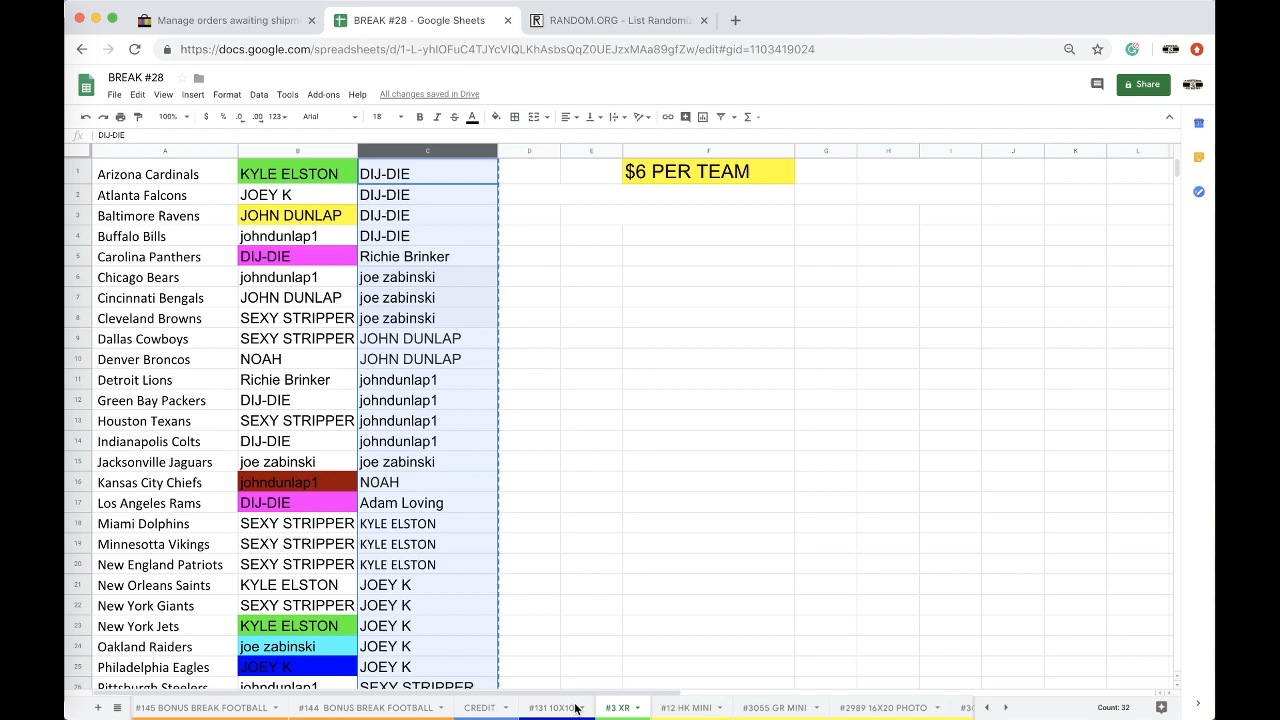 Manage orders awaiting shipm
BREAK #28 - Google Sheets
RANDOM.ORG - List Randomiz
https://docs.google.com/spreadsheets/d/1-L-yhlOFuC4TJYcVIQLKhAsbsQqZ0UEJzxMAa89gfZw/edit#gid=1103419024
BREAK #28
File Edit View Insert Format Data Tools Add-ons Help All changes saved in Drive
Share
100% $ % .0 .00 123 Arial 18 B I S A
fx DIJ-DIE
A B C D E F G H I J K L
1 Arizona Cardinals KYLE ELSTON DIJ-DIE $6 PER TEAM
2 Atlanta Falcons JOEY K DIJ-DIE
3 Baltimore Ravens JOHN DUNLAP DIJ-DIE
4 Buffalo Bills johndunlap1 DIJ-DIE
5 Carolina Panthers DIJ-DIE Richie Brinker
6 Chicago Bears johndunlap1 joe zabinski
7 Cincinnati Bengals JOHN DUNLAP joe zabinski
8 Cleveland Browns SEXY STRIPPER joe zabinski
9 Dallas Cowboys SEXY STRIPPER JOHN DUNLAP
10 Denver Broncos NOAH JOHN DUNLAP
11 Detroit Lions Richie Brinker johndunlap1
12 Green Bay Packers DIJ-DIE johndunlap1
13 Houston Texans SEXY STRIPPER johndunlap1
14 Indianapolis Colts DIJ-DIE johndunlap1
15 Jacksonville Jaguars joe zabinski joe zabinski
16 Kansas City Chiefs johndunlap1 NOAH
17 Los Angeles Rams DIJ-DIE Adam Loving
18 Miami Dolphins SEXY STRIPPER KYLE ELSTON
19 Minnesotta Vikings SEXY STRIPPER KYLE ELSTON
20 New England Patriots SEXY STRIPPER KYLE ELSTON
21 New Orleans Saints KYLE ELSTON JOEY K
22 New York Giants SEXY STRIPPER JOEY K
23 New York Jets KYLE ELSTON JOEY K
24 Oakland Raiders joe zabinski JOEY K
25 Philadelphia Eagles JOEY K JOEY K
26 Pittsburgh Steelers johndunlap1 SEXY STRIPPER
#145 BONUS BREAK FOOTBALL #144 BONUS BREAK FOOTBALL CREDIT #131 10X10 #3 XR #12 HK MINI #3055 GR MINI #2989 16X20 PHOTO Count: 32